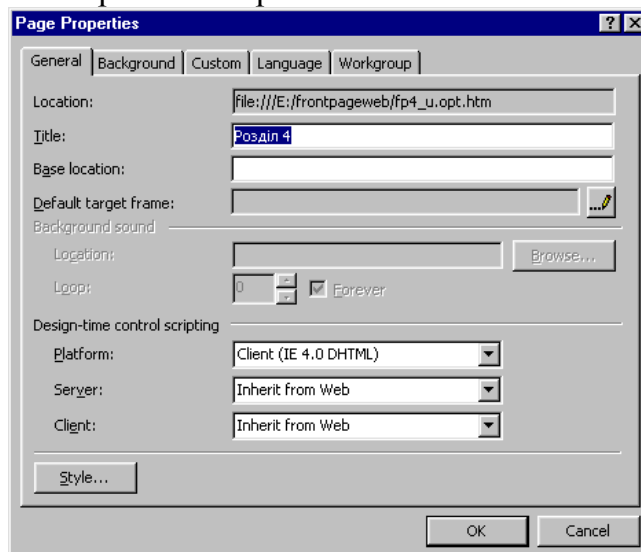 Page Properties
General Background Custom Language Workgroup
Location: file:///E:/frontpageweb/fp4_u.opt.htm
Title: Розділ 4
Base location:
Default target frame:
Background sound
Location: Browse...
Loop: 0 Forever
Design-time control scripting
Platform: Client (IE 4.0 DHTML)
Server: Inherit from Web
Client: Inherit from Web
Style...
OK Cancel